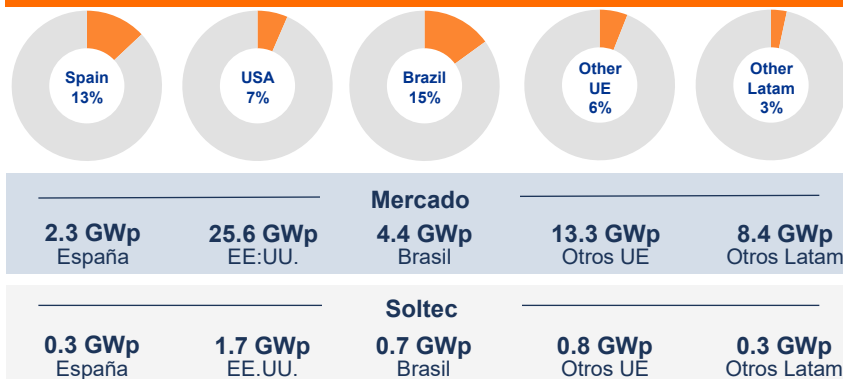 Spain
13%
USA
7%
Brazil
15%
Other
UE
6%
Other
Latam
3%
Mercado
2.3 GWp
España
25.6 GWp
EE:UU.
4.4 GWp
Brasil
13.3 GWp
Otros UE
8.4 GWp
Otros Latam
Soltec
0.3 GWp
España
1.7 GWp
EE.UU.
0.7 GWp
Brasil
0.8 GWp
Otros UE
0.3 GWp
Otros Latam